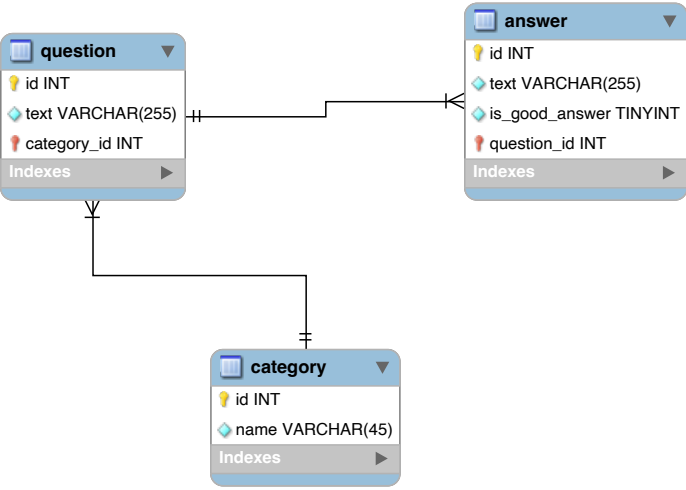 question
id INT
text VARCHAR(255)
category_id INT
Indexes
answer
id INT
text VARCHAR(255)
is_good_answer TINYINT
question_id INT
Indexes
category
id INT
name VARCHAR(45)
Indexes